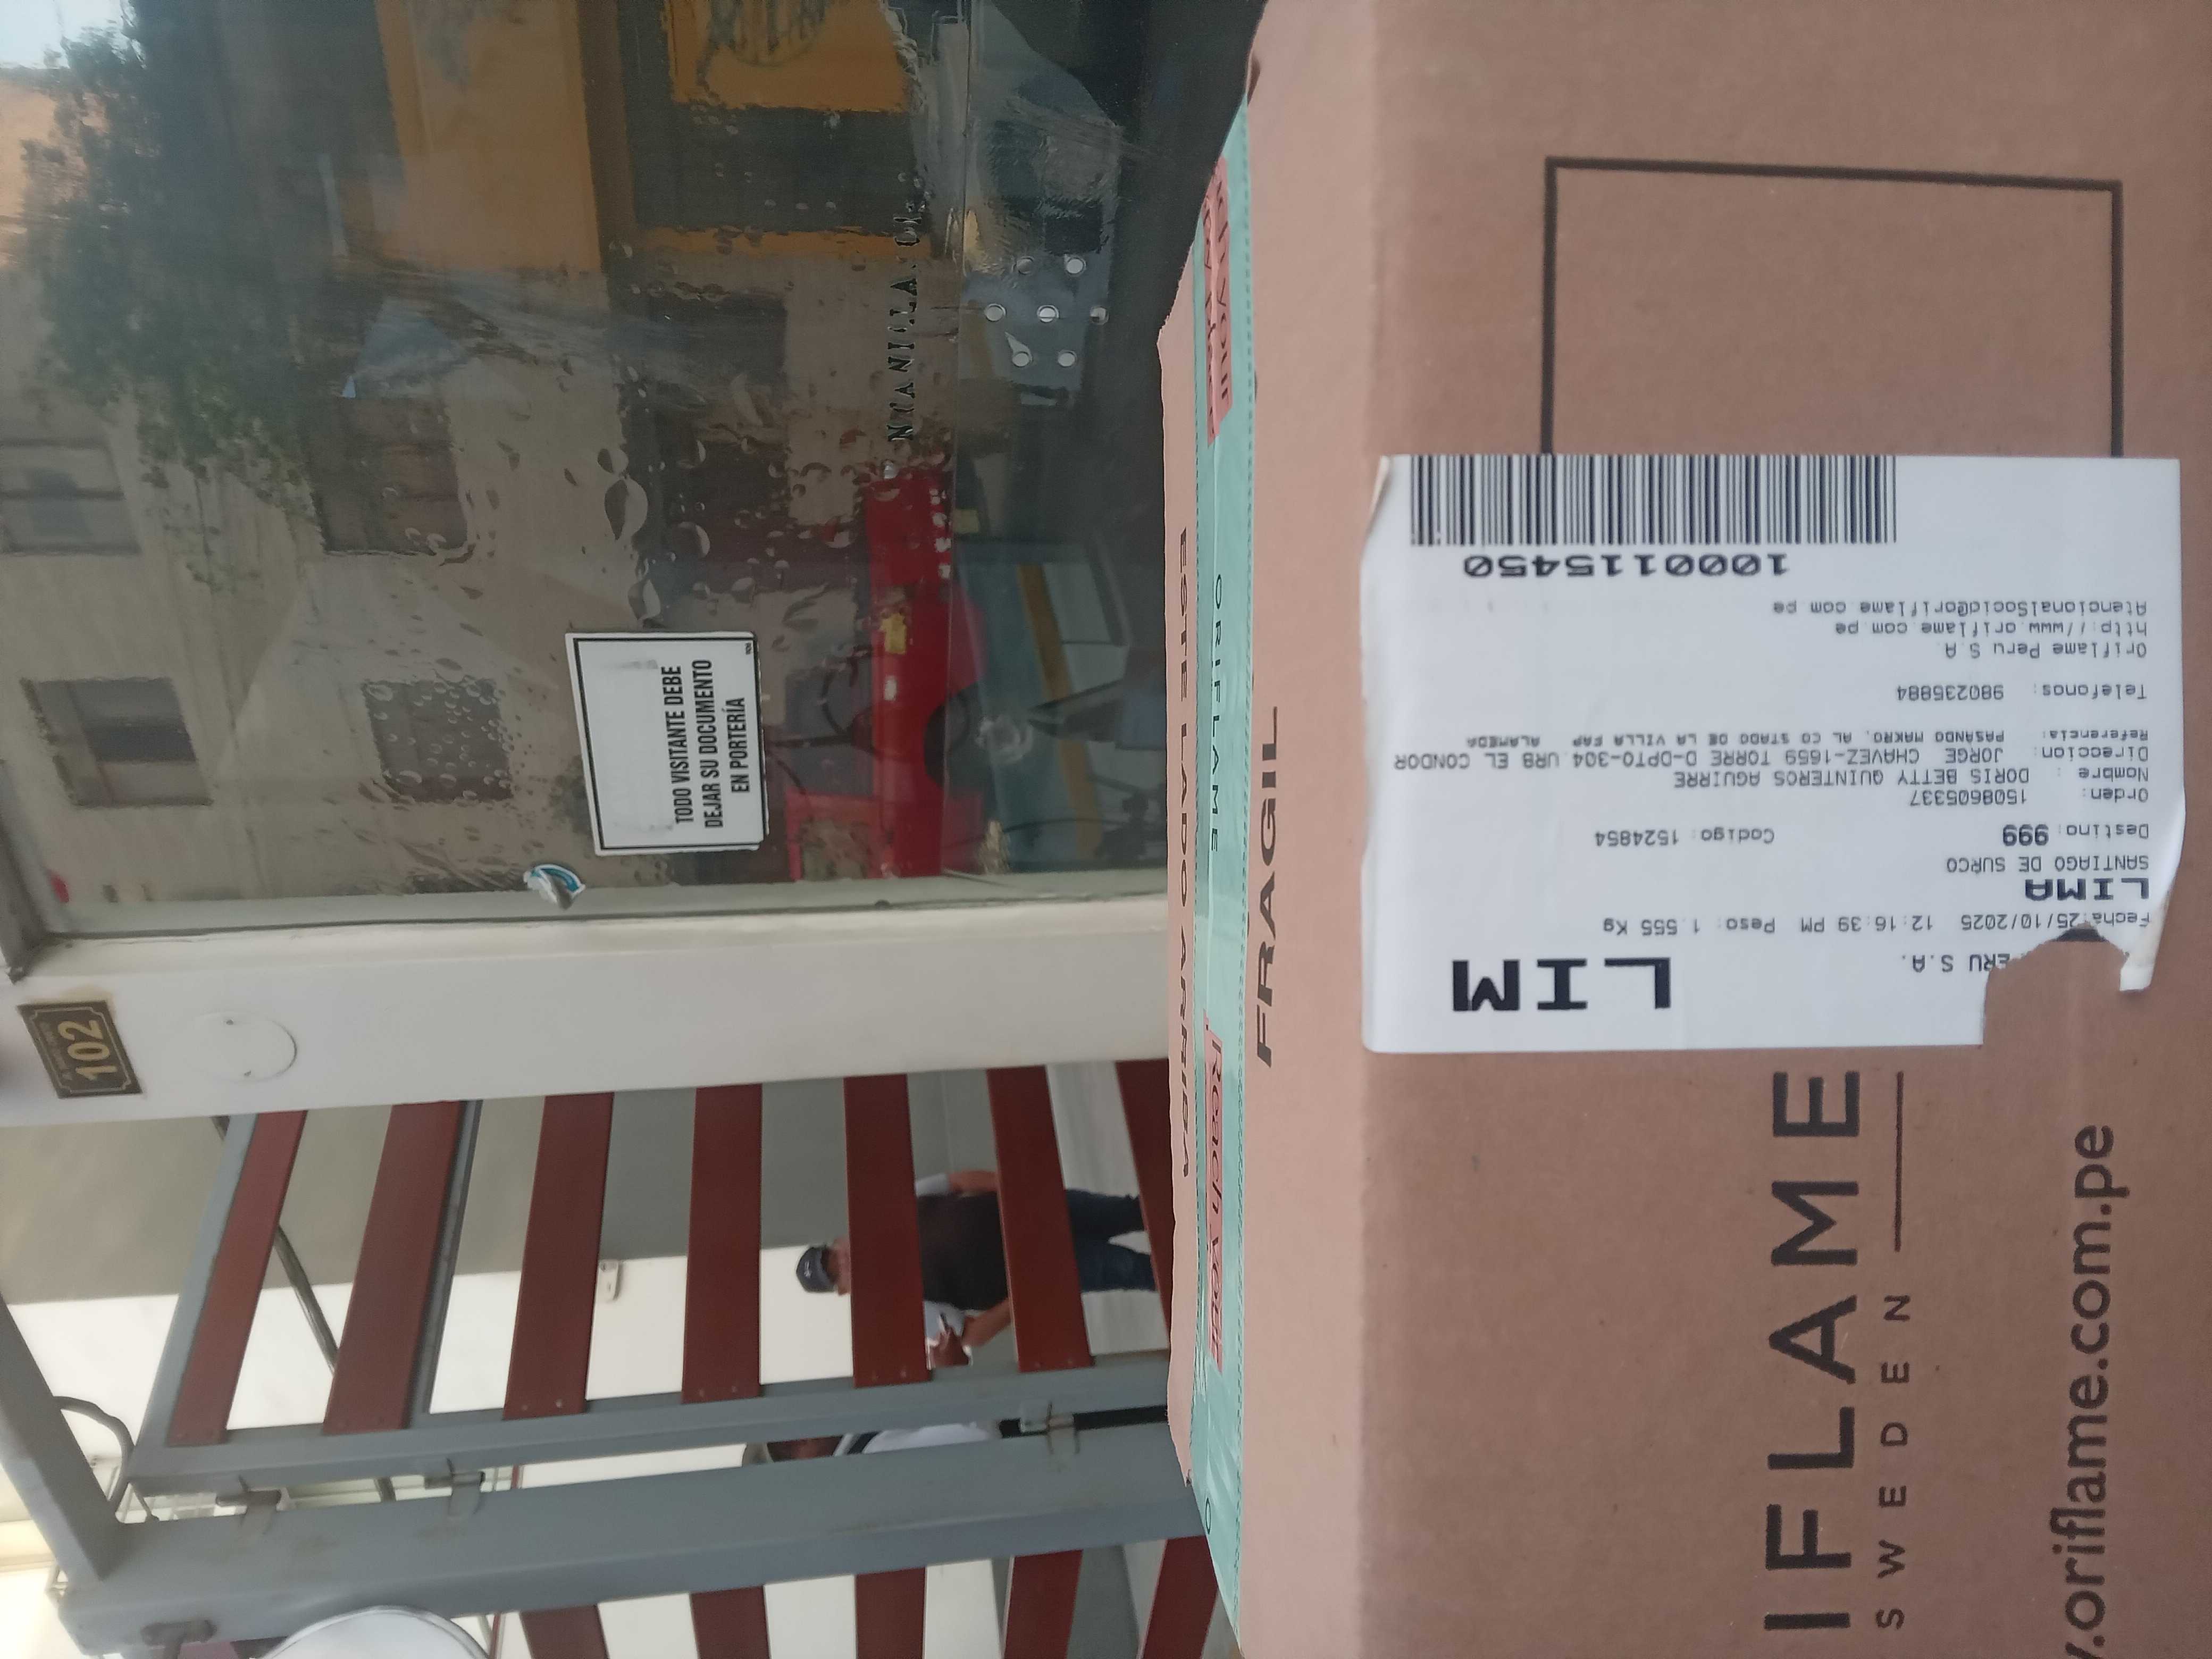 102
TODO VISITANTE DEBE
DEJAR SU DOCUMENTO
EN PORTERÍA
ESTE LADO ARRIBA
ORIFLAME
FRAGIL
IFLAME
SWEDEN
.oriflame.com.pe
LIM
ERU S.A.
Fecha:25/10/2025 12:16:39 PM Peso: 1.555 Kg
LIMA
SANTIAGO DE SURCO
Destino: 999 Codigo: 1524854
Orden: 1508605337
Nombre : DORIS BETTY QUINTEROS AGUIRRE
Direccion: JORGE CHAVEZ-1659 TORRE D-DPTO-304 URB EL CONDOR
Referencia: PASANDO MAKRO, AL CO STADO DE LA VILLA FAP ALAMEDA
Telefonos: 980235884
Oriflame Peru S.A.
http://www.oriflame.com.pe
AtencionalSocio@oriflame.com.pe
1000115450